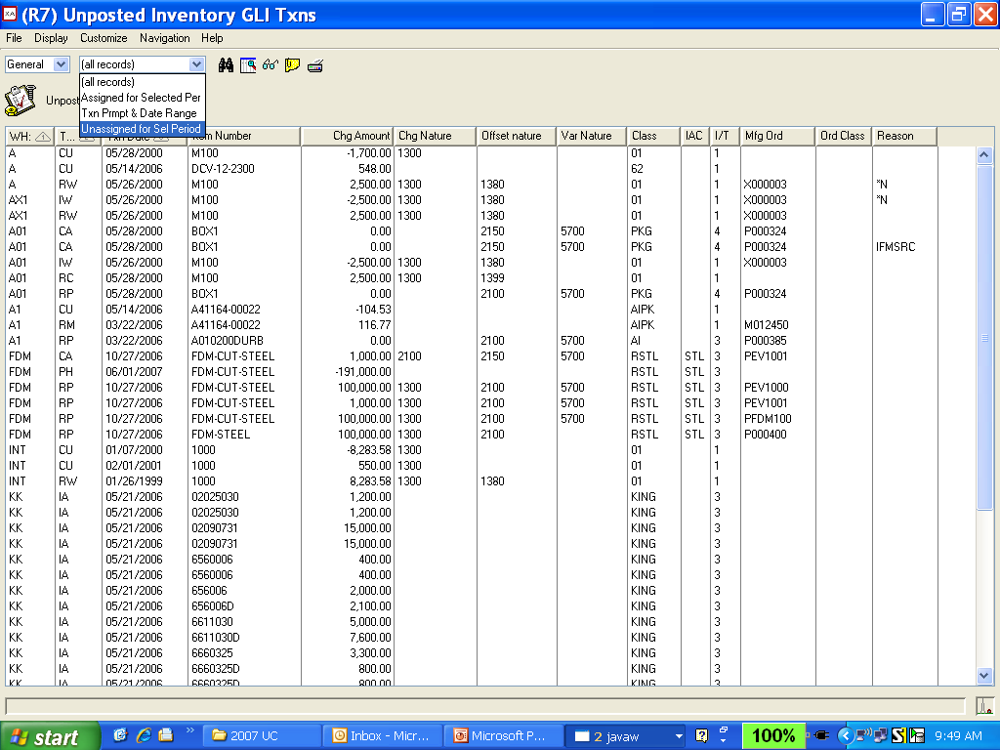 XA (R7) Unposted Inventory GLI Txns
File Display Customize Navigation Help
General (all records)
(all records)
Assigned for Selected Per
Txn Prmpt & Date Range
Unassigned for Sel Period
Unpost
WH: T... Txn Date Item Number Chg Amount Chg Nature Offset nature Var Nature Class IAC I/T Mfg Ord Ord Class Reason
A CU 05/28/2000 M100 -1,700.00 1300 01 1
A CU 05/14/2006 DCV-12-2300 548.00 62 1
A RW 05/26/2000 M100 2,500.00 1300 1380 01 1 X000003 *N
AX1 IW 05/26/2000 M100 -2,500.00 1300 1380 01 1 X000003 *N
AX1 RW 05/26/2000 M100 2,500.00 1300 1380 01 1 X000003
A01 CA 05/28/2000 BOX1 0.00 2150 5700 PKG 4 P000324
A01 CA 05/28/2000 BOX1 0.00 2150 5700 PKG 4 P000324 IFMSRC
A01 IW 05/26/2000 M100 -2,500.00 1300 1380 01 1 X000003
A01 RC 05/28/2000 M100 2,500.00 1300 1399 01 1
A01 RP 05/28/2000 BOX1 0.00 2100 5700 PKG 4 P000324
A1 CU 05/14/2006 A41164-00022 -104.53 AIPK 1
A1 RM 03/22/2006 A41164-00022 116.77 AIPK 1 M012450
A1 RP 03/22/2006 A010200DURB 0.00 2100 5700 AI 3 P000385
FDM CA 10/27/2006 FDM-CUT-STEEL 1,000.00 2100 2150 5700 RSTL STL 3 PEV1001
FDM PH 06/01/2007 FDM-CUT-STEEL -191,000.00 RSTL STL 3
FDM RP 10/27/2006 FDM-CUT-STEEL 100,000.00 1300 2100 5700 RSTL STL 3 PEV1000
FDM RP 10/27/2006 FDM-CUT-STEEL 1,000.00 1300 2100 5700 RSTL STL 3 PEV1001
FDM RP 10/27/2006 FDM-CUT-STEEL 100,000.00 1300 2100 5700 RSTL STL 3 PFDM100
FDM RP 10/27/2006 FDM-STEEL 100,000.00 1300 2100 RSTL STL 3 P000400
INT CU 01/07/2000 1000 -8,283.58 1300 01 1
INT CU 02/01/2001 1000 550.00 1300 01 1
INT RW 01/26/1999 1000 8,283.58 1300 1380 01 1
KK IA 05/21/2006 02025030 1,200.00 KING 3
KK IA 05/21/2006 02025030 1,200.00 KING 3
KK IA 05/21/2006 02090731 15,000.00 KING 3
KK IA 05/21/2006 02090731 15,000.00 KING 3
KK IA 05/21/2006 6560006 400.00 KING 3
KK IA 05/21/2006 6560006 400.00 KING 3
KK IA 05/21/2006 656006 2,000.00 KING 3
KK IA 05/21/2006 656006D 2,100.00 KING 3
KK IA 05/21/2006 6611030 5,000.00 KING 3
KK IA 05/21/2006 6611030D 7,600.00 KING 3
KK IA 05/21/2006 6660325 3,300.00 KING 3
KK IA 05/21/2006 6660325D 800.00 KING 3
KK IA 05/21/2006 6660325D 800.00 KING 3
start 2007 UC Inbox - Micr... Microsoft P... 2 javaw 100% 9:49 AM